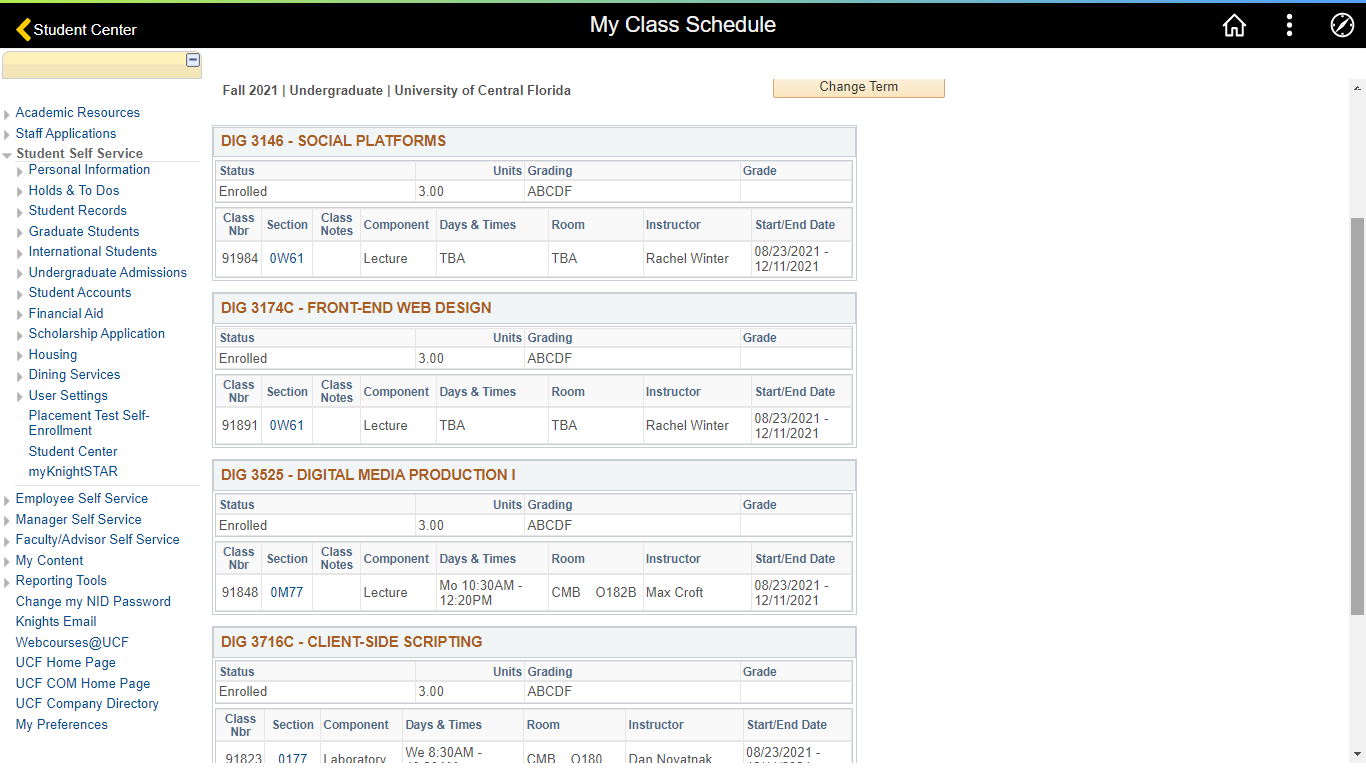 Student Center
My Class Schedule
Fall 2021 | Undergraduate | University of Central Florida
Change Term
Academic Resources
Staff Applications
Student Self Service
Personal Information
Holds & To Dos
Student Records
Graduate Students
International Students
Undergraduate Admissions
Student Accounts
Financial Aid
Scholarship Application
Housing
Dining Services
User Settings
Placement Test Self-
Enrollment
Student Center
myKnightSTAR
Employee Self Service
Manager Self Service
Faculty/Advisor Self Service
My Content
Reporting Tools
Change my NID Password
Knights Email
Webcourses@UCF
UCF Home Page
UCF COM Home Page
UCF Company Directory
My Preferences
DIG 3146 - SOCIAL PLATFORMS
Status Units Grading Grade
Enrolled 3.00 ABCDF
Class Nbr Section Class Notes Component Days & Times Room Instructor Start/End Date
91984 0W61 Lecture TBA TBA Rachel Winter 08/23/2021 -
12/11/2021
DIG 3174C - FRONT-END WEB DESIGN
Status Units Grading Grade
Enrolled 3.00 ABCDF
Class Nbr Section Class Notes Component Days & Times Room Instructor Start/End Date
91891 0W61 Lecture TBA TBA Rachel Winter 08/23/2021 -
12/11/2021
DIG 3525 - DIGITAL MEDIA PRODUCTION I
Status Units Grading Grade
Enrolled 3.00 ABCDF
Class Nbr Section Class Notes Component Days & Times Room Instructor Start/End Date
91848 0M77 Lecture Mo 10:30AM - 12:20PM CMB O182B Max Croft 08/23/2021 -
12/11/2021
DIG 3716C - CLIENT-SIDE SCRIPTING
Status Units Grading Grade
Enrolled 3.00 ABCDF
Class Nbr Section Component Days & Times Room Instructor Start/End Date
91823 0177 Laboratory We 8:30AM - CMB O180 Dan Novatnak 08/23/2021 -